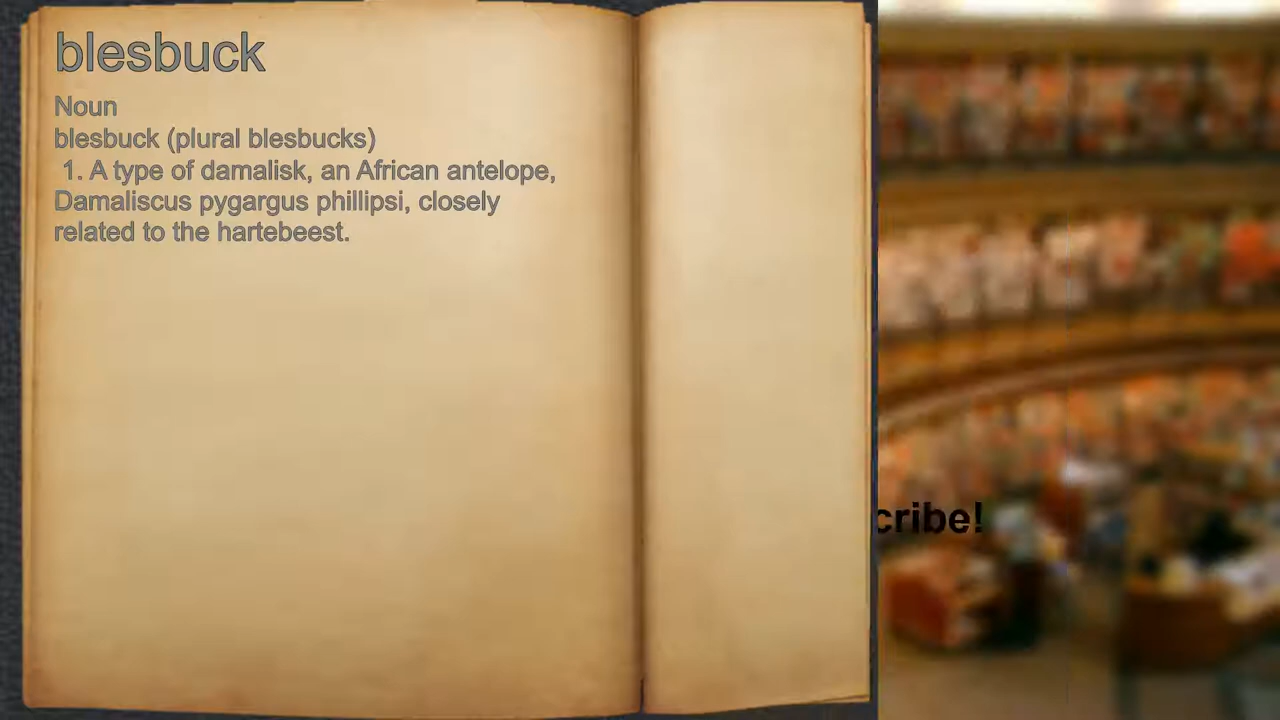 blesbuck
Noun
blesbuck (plural blesbucks)
1. A type of damalisk, an African antelope,
Damaliscus pygargus phillipsi, closely
related to the hartebeest.
cribe!